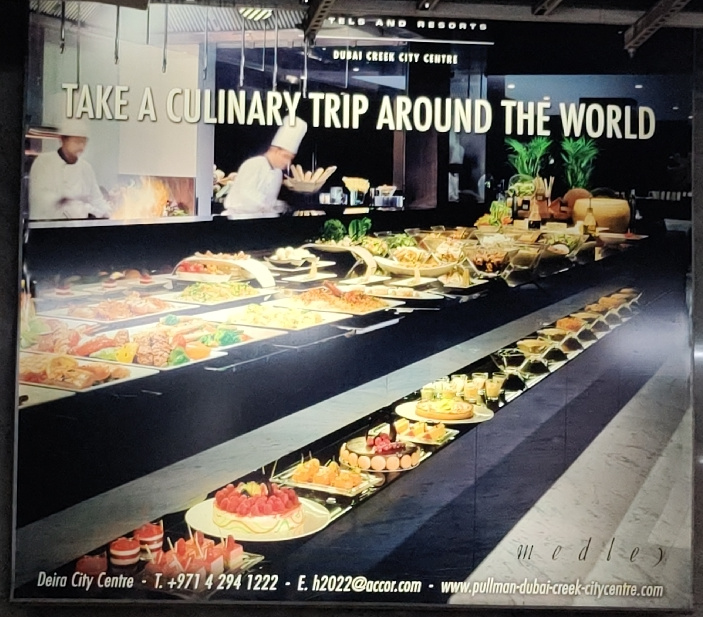 TELS AND RESORTS
DUBAI CREEK CITY CENTRE
TAKE A CULINARY TRIP AROUND THE WORLD
medley
Deira City Centre - T. +971 4 294 1222 - E. h2022@accor.com - www.pullman-dubai-creek-citycentre.com